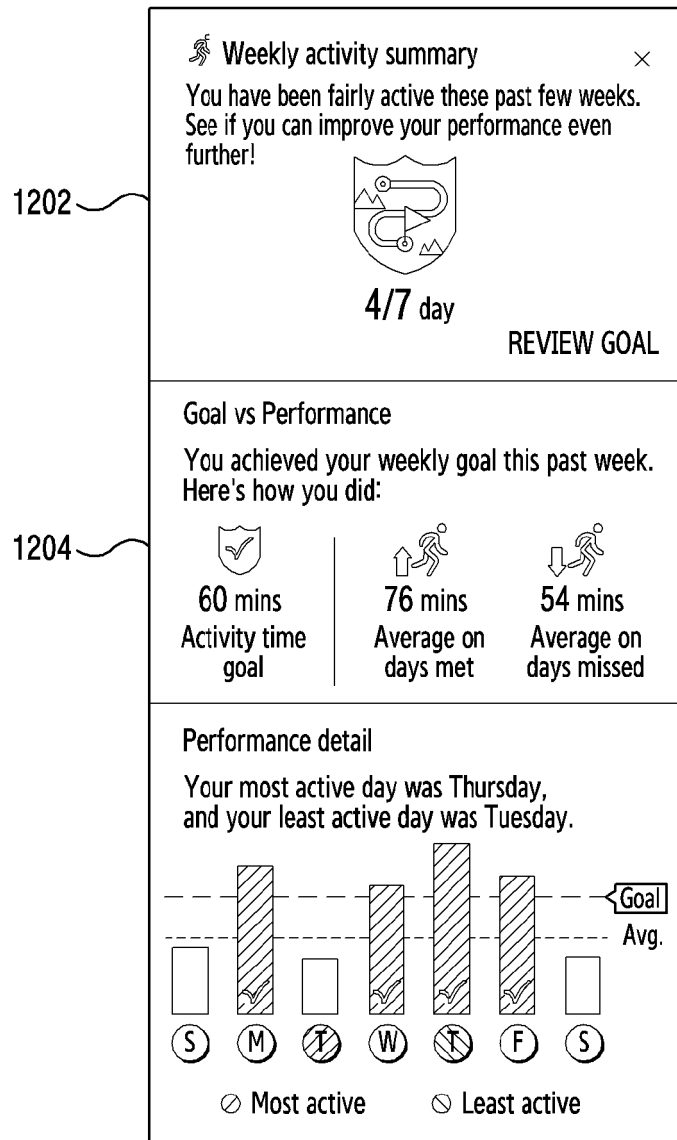 Weekly activity summary ×
You have been fairly active these past few weeks.
See if you can improve your performance even
further!
1202
4/7 day
REVIEW GOAL
Goal vs Performance
You achieved your weekly goal this past week.
Here's how you did:
1204
60 mins 76 mins 54 mins
Activity time Average on Average on
goal days met days missed
Performance detail
Your most active day was Thursday,
and your least active day was Tuesday.
Goal
Avg.
S M T W T F S
Most active Least active